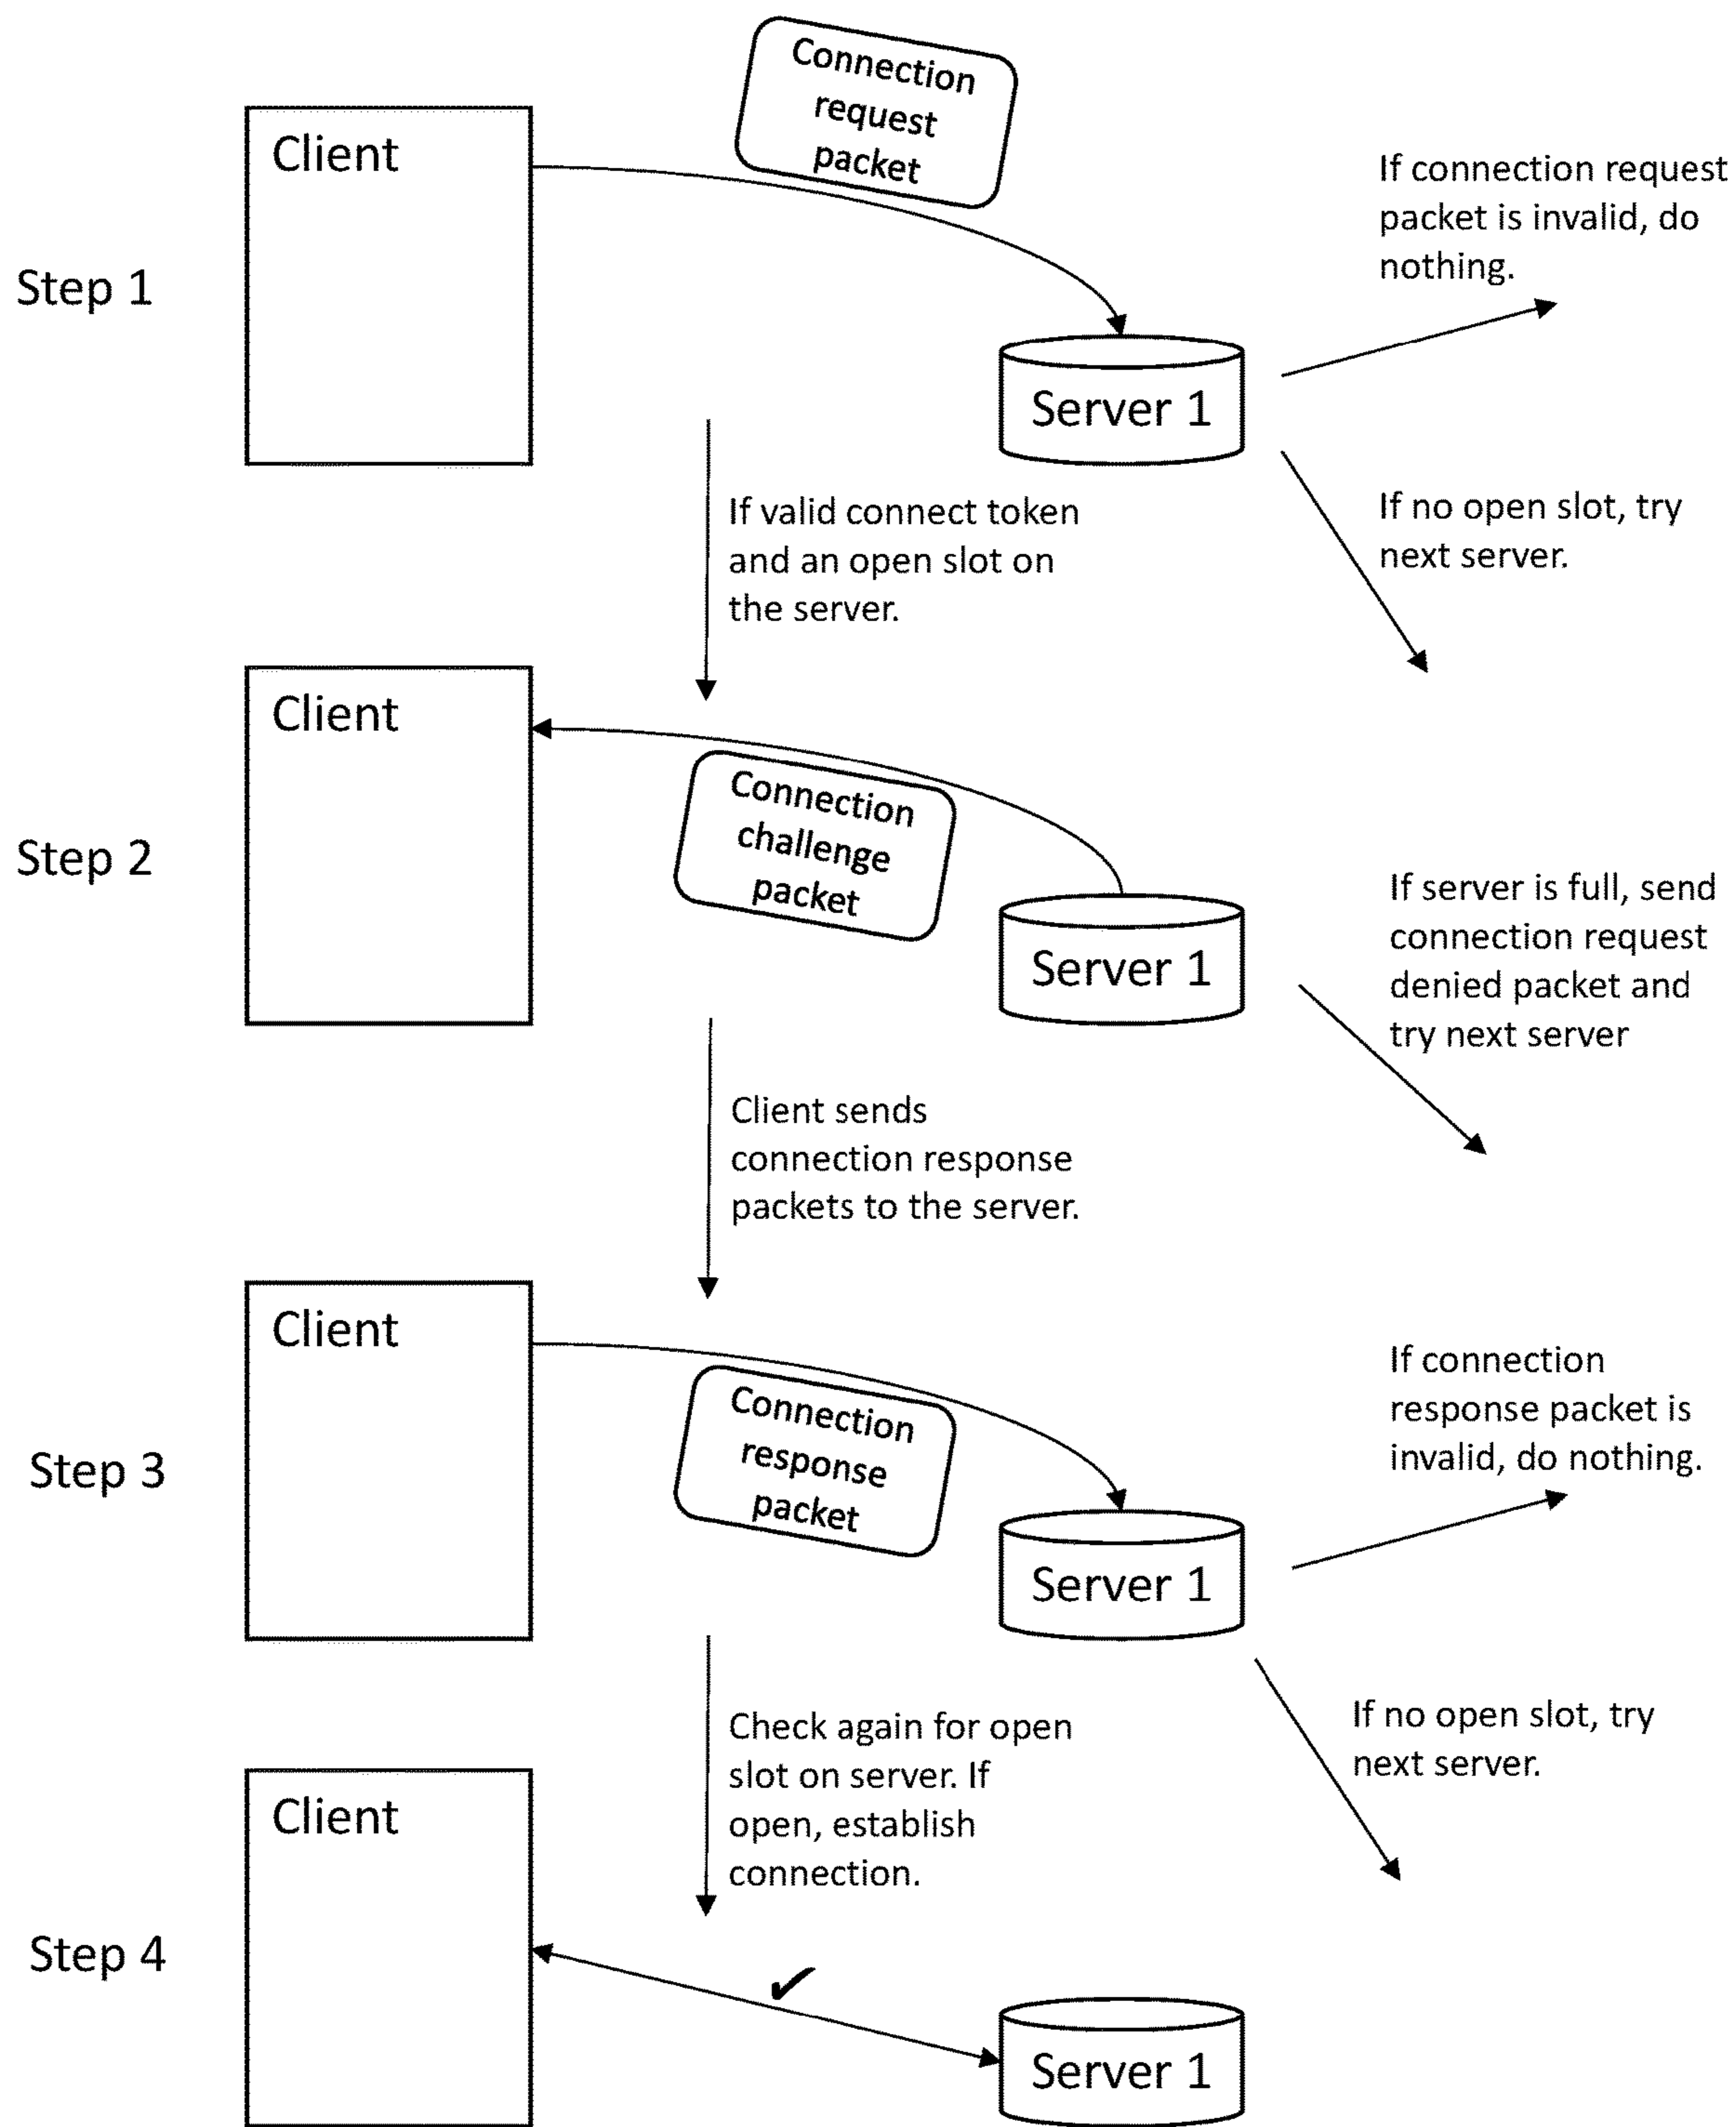 Connection
request
packet
Client
If connection request
packet is invalid, do
nothing.
Step 1
Server 1
If valid connect token
and an open slot on
the server.
If no open slot, try
next server.
Client
Connection
challenge
packet
Step 2
Server 1
If server is full, send
connection request
denied packet and
try next server
Client sends
connection response
packets to the server.
Client
Connection
response
packet
If connection
response packet is
invalid, do nothing.
Step 3
Server 1
Check again for open
slot on server. If
open, establish
connection.
If no open slot, try
next server.
Client
Step 4
Server 1